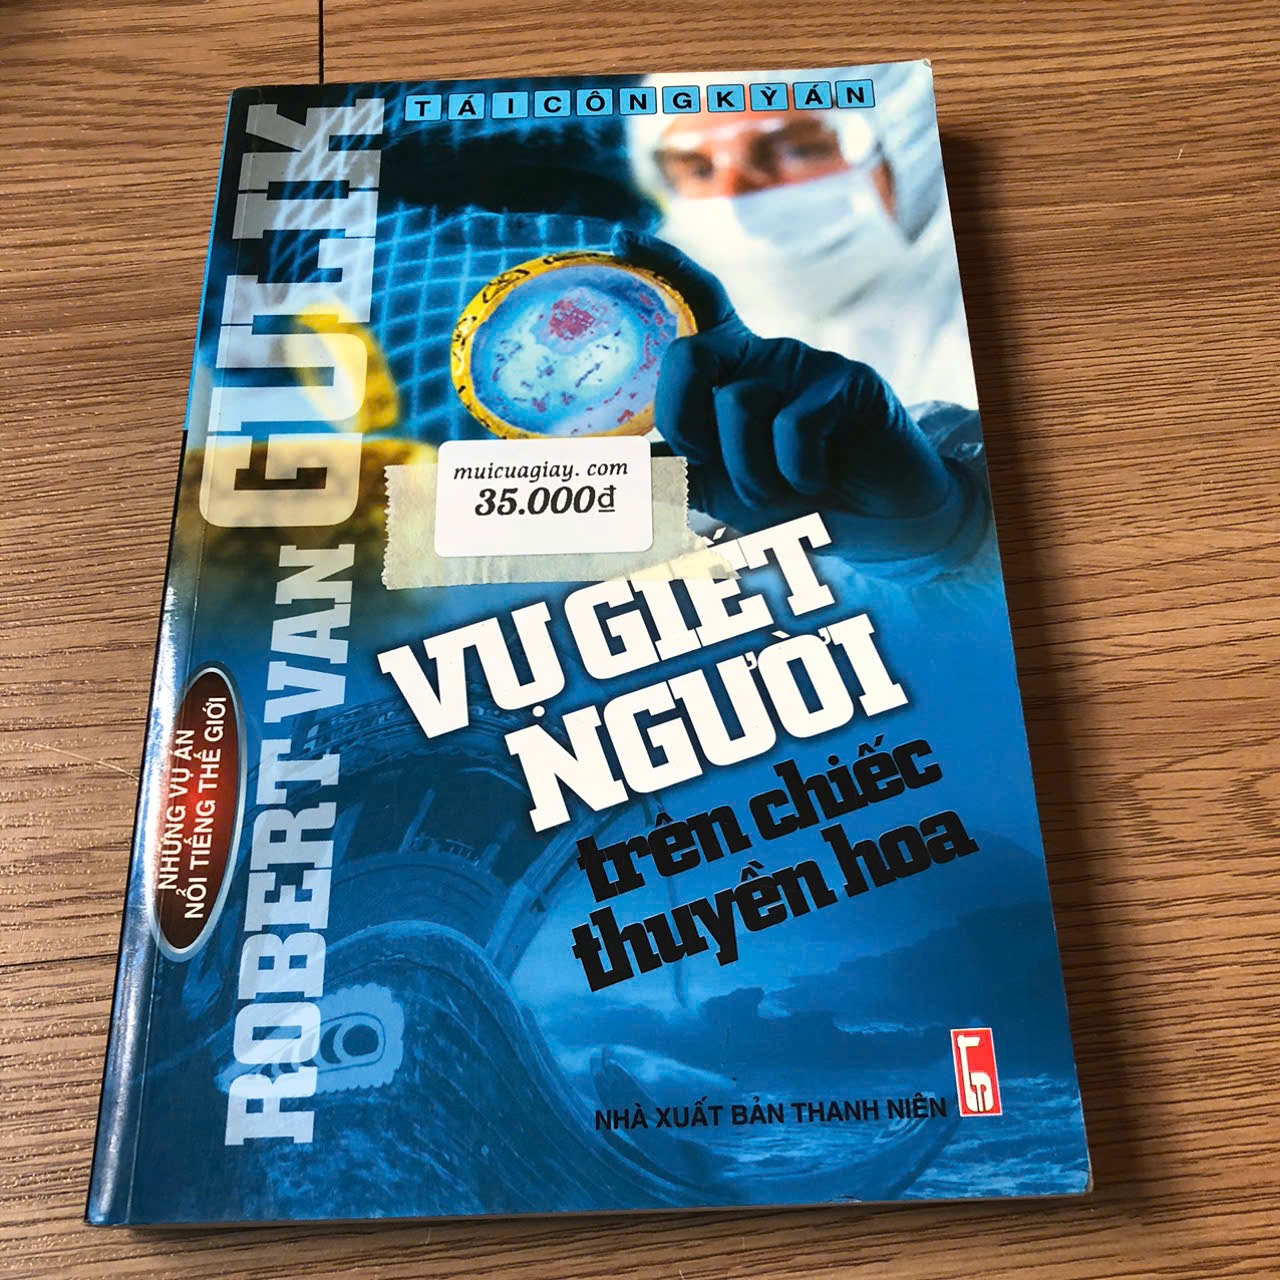 TÁI CÔNG KỲ ÁN
ROBERT VAN GULIK
muicuagiay. com
35.000₫
VỤ GIẾT
NGƯỜI
trên chiếc
thuyền hoa
NHỮNG VỤ ÁN
NỔI TIẾNG THẾ GIỚI
NHÀ XUẤT BẢN THANH NIÊN